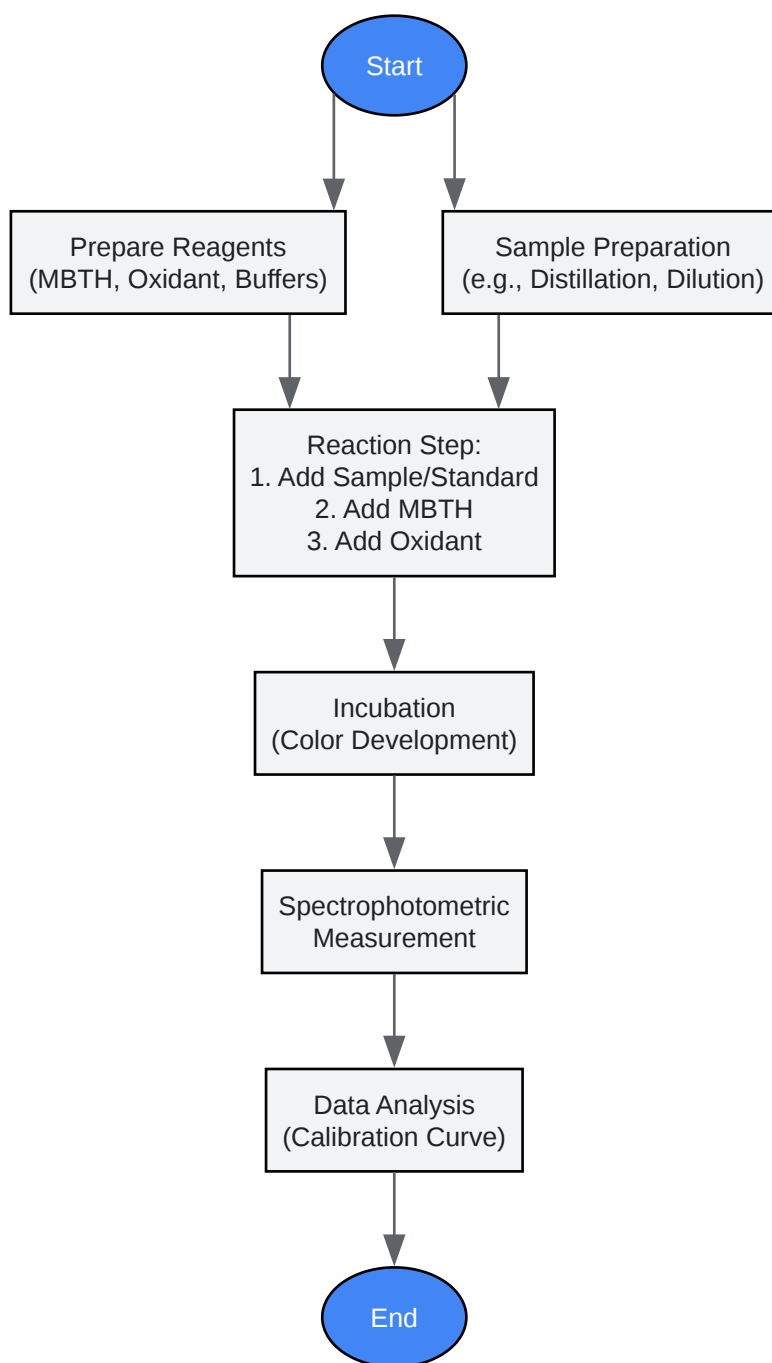 Start
Prepare Reagents
(MBTH, Oxidant, Buffers)
Sample Preparation
(e.g., Distillation, Dilution)
Reaction Step:
1. Add Sample/Standard
2. Add MBTH
3. Add Oxidant
Incubation
(Color Development)
Spectrophotometric
Measurement
Data Analysis
(Calibration Curve)
End